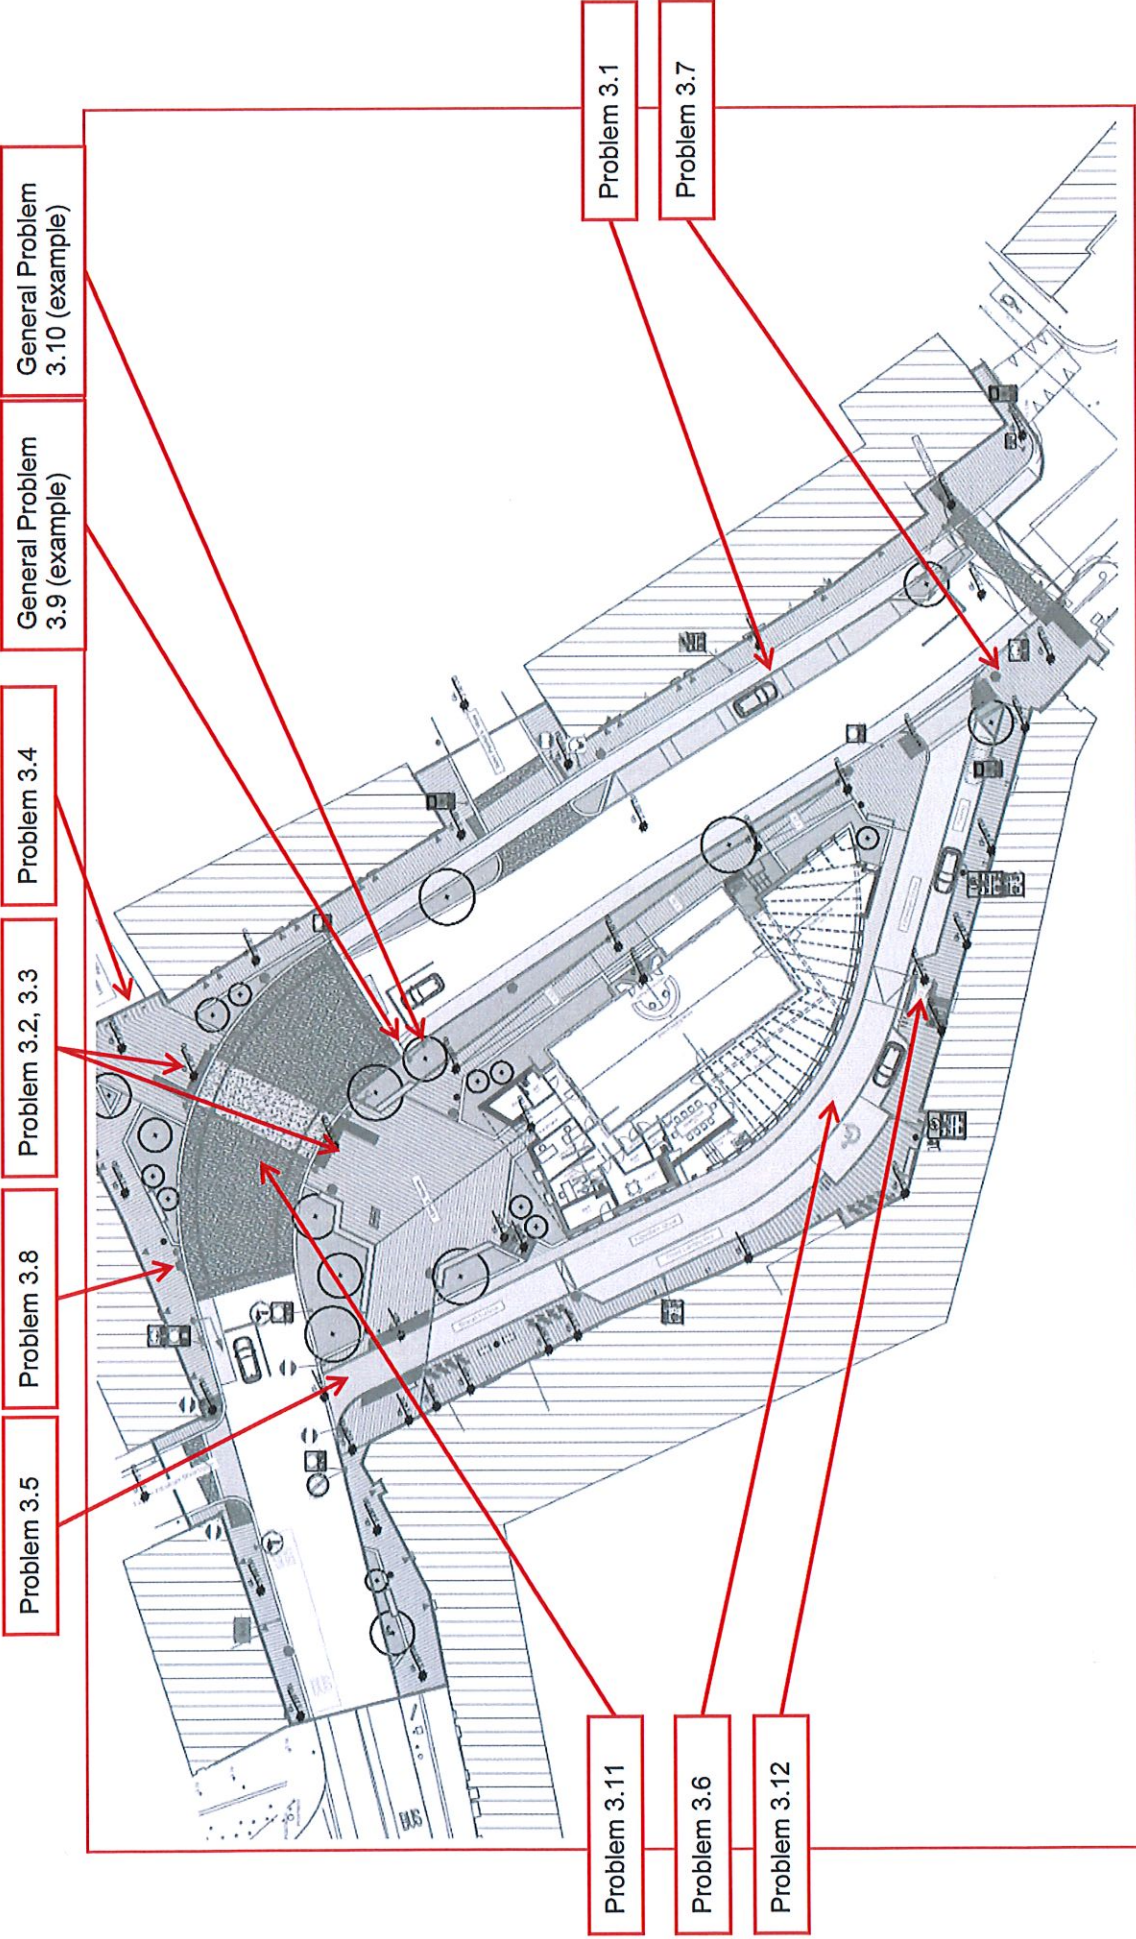 Problem 3.5
Problem 3.8
Problem 3.2, 3.3
Problem 3.4
General Problem
3.9 (example)
General Problem
3.10 (example)
Problem 3.1
Problem 3.7
Problem 3.11
Problem 3.6
Problem 3.12
BUS